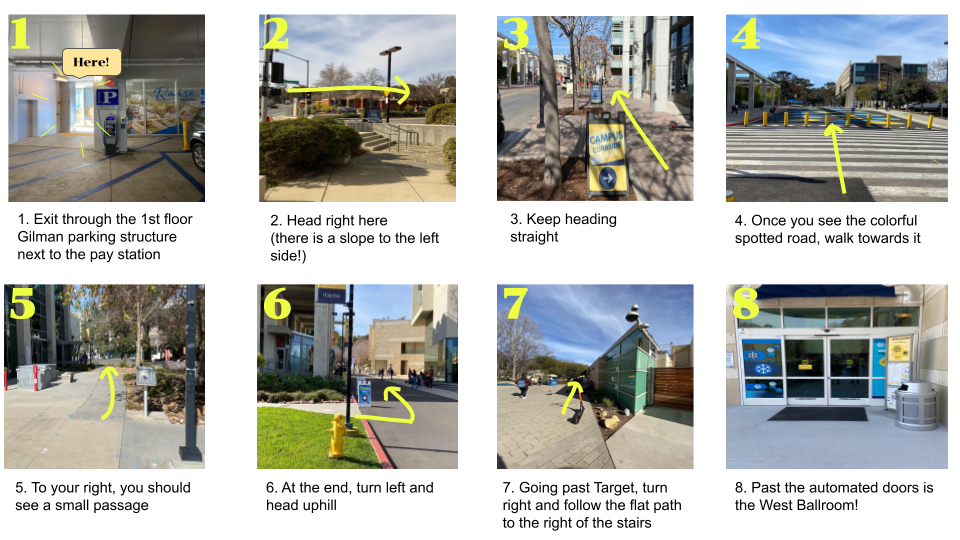 1
Here!
P
2
3
CAMPUS
4
1. Exit through the 1st floor
Gilman parking structure
next to the pay station
2. Head right here
(there is a slope to the left
side!)
3. Keep heading
straight
4. Once you see the colorful
spotted road, walk towards it
5
6
7
8
5. To your right, you should
see a small passage
6. At the end, turn left and
head uphill
7. Going past Target, turn
right and follow the flat path
to the right of the stairs
8. Past the automated doors is
the West Ballroom!